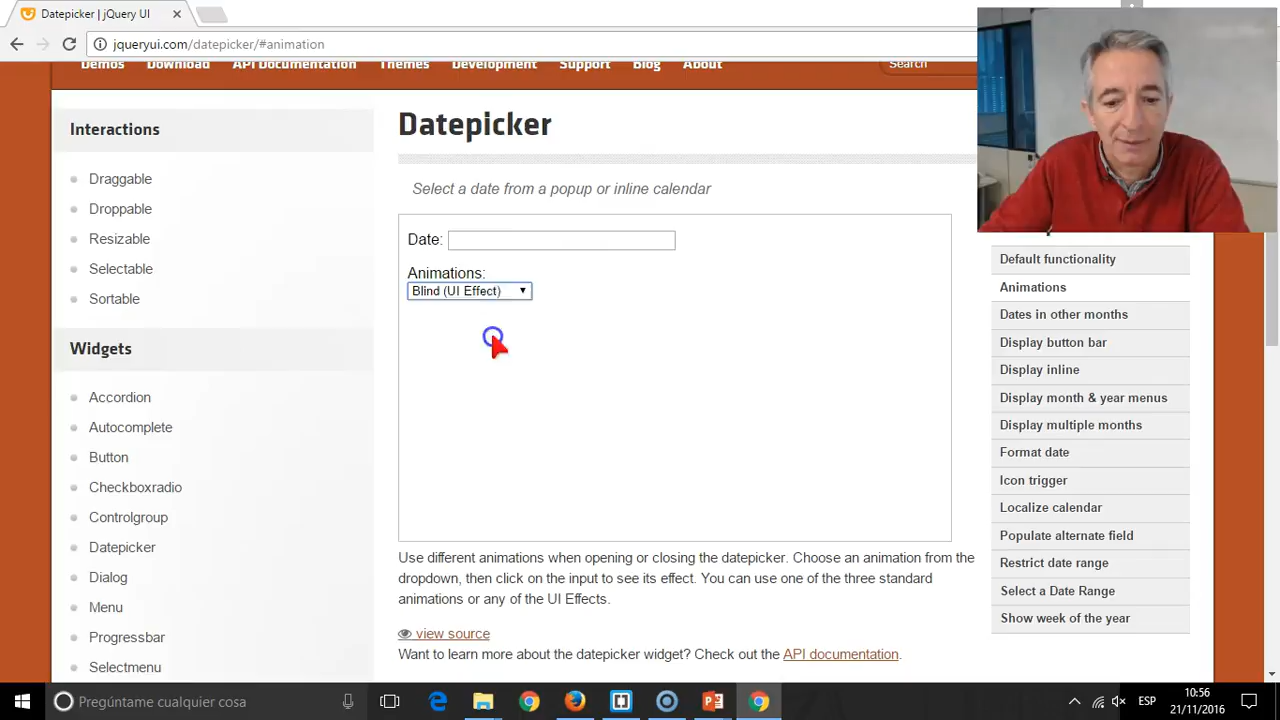 Datepicker | jQuery UI
jqueryui.com/datepicker/#animation
Demos Download API Documentation Themes Development Support Blog About Search
Interactions
Draggable
Droppable
Resizable
Selectable
Sortable
Widgets
Accordion
Autocomplete
Button
Checkboxradio
Controlgroup
Datepicker
Dialog
Menu
Progressbar
Selectmenu
Datepicker
Select a date from a popup or inline calendar
Date:
Animations:
Blind (UI Effect)
Use different animations when opening or closing the datepicker. Choose an animation from the
dropdown, then click on the input to see its effect. You can use one of the three standard
animations or any of the UI Effects.
view source
Want to learn more about the datepicker widget? Check out the API documentation.
Default functionality
Animations
Dates in other months
Display button bar
Display inline
Display month & year menus
Display multiple months
Format date
Icon trigger
Localize calendar
Populate alternate field
Restrict date range
Select a Date Range
Show week of the year
Pregúntame cualquier cosa
ESP
10:56
21/11/2016